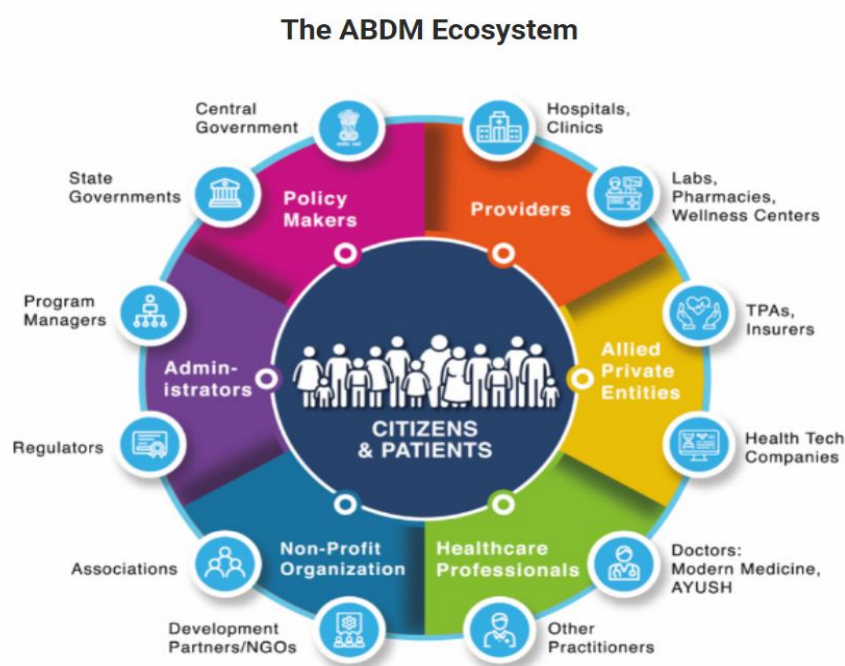 The ABDM Ecosystem
Central
Government
Hospitals,
Clinics
State
Governments
Policy
Makers
Providers
Labs,
Pharmacies,
Wellness Centers
Program
Managers
TPAs,
Insurers
Admin-
istrators
Allied
Private
Entities
CITIZENS
& PATIENTS
Regulators
Health Tech
Companies
Non-Profit
Organization
Healthcare
Professionals
Associations
Doctors:
Modern Medicine,
AYUSH
Development
Partners/NGOs
Other
Practitioners